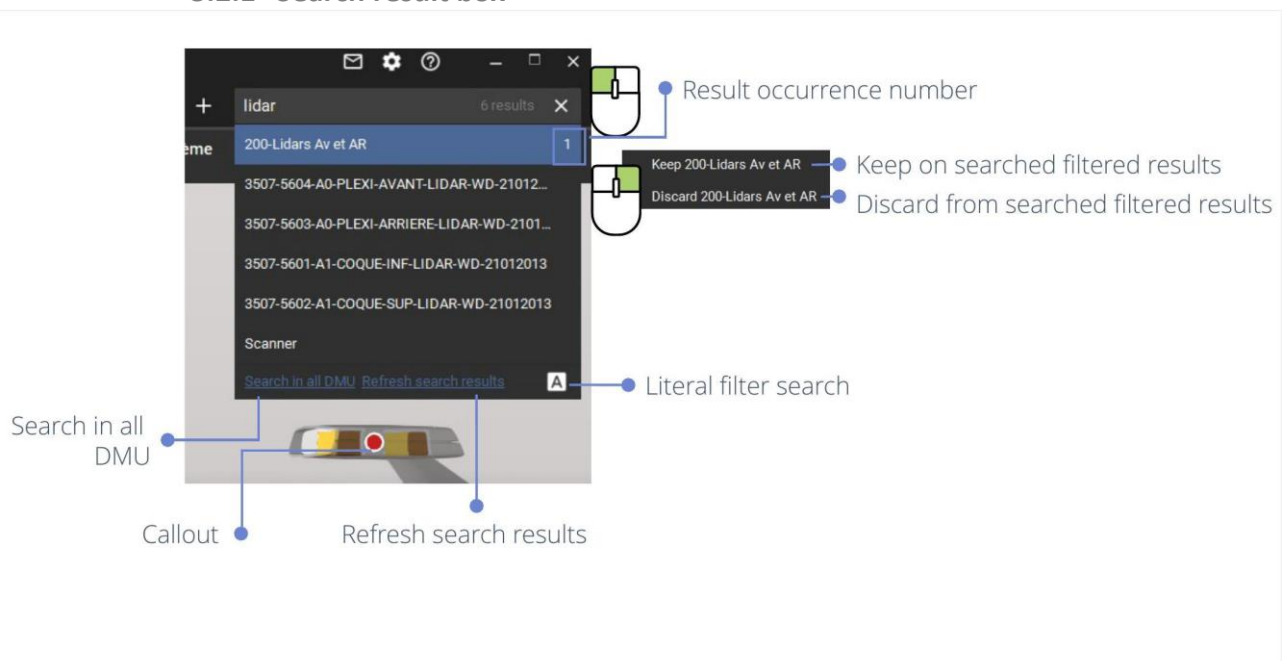 lidar 6 results
Result occurrence number
eme
200-Lidars Av et AR 1
Keep 200-Lidars Av et AR
Keep on searched filtered results
Discard 200-Lidars Av et AR
Discard from searched filtered results
3507-5604-A0-PLEXI-AVANT-LIDAR-WD-21012...
3507-5603-A0-PLEXI-ARRIERE-LIDAR-WD-2101...
3507-5601-A1-COQUE-INF-LIDAR-WD-21012013
3507-5602-A1-COQUE-SUP-LIDAR-WD-21012013
Scanner
Search in all DMU Refresh search results A
Literal filter search
Search in all
DMU
Callout
Refresh search results